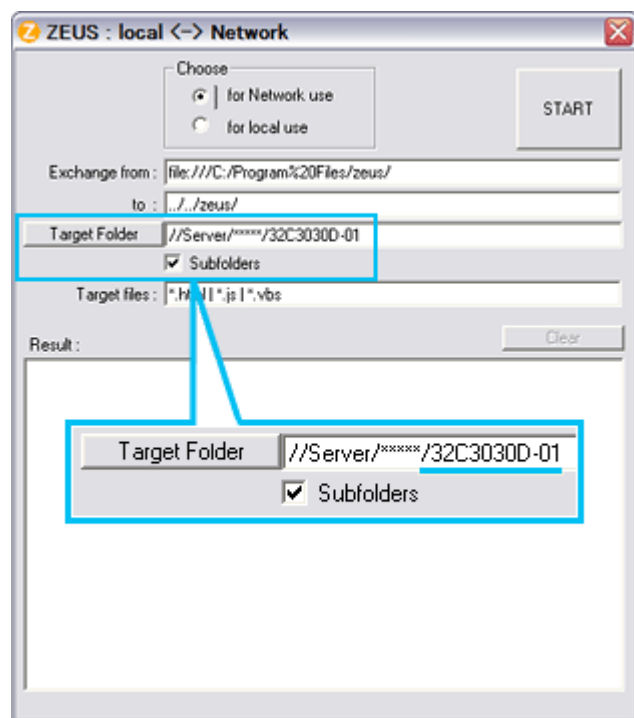 ZEUS : local <-> Network
Choose
for Network use
for local use
START
Exchange from : file:///C:/Program%20Files/zeus/
to : ../../zeus/
Target Folder //Server/*****/32C3030D-01
Subfolders
Target files : *.html | *.js | *.vbs
Result :
Clear
Target Folder //Server/*****/32C3030D-01
Subfolders